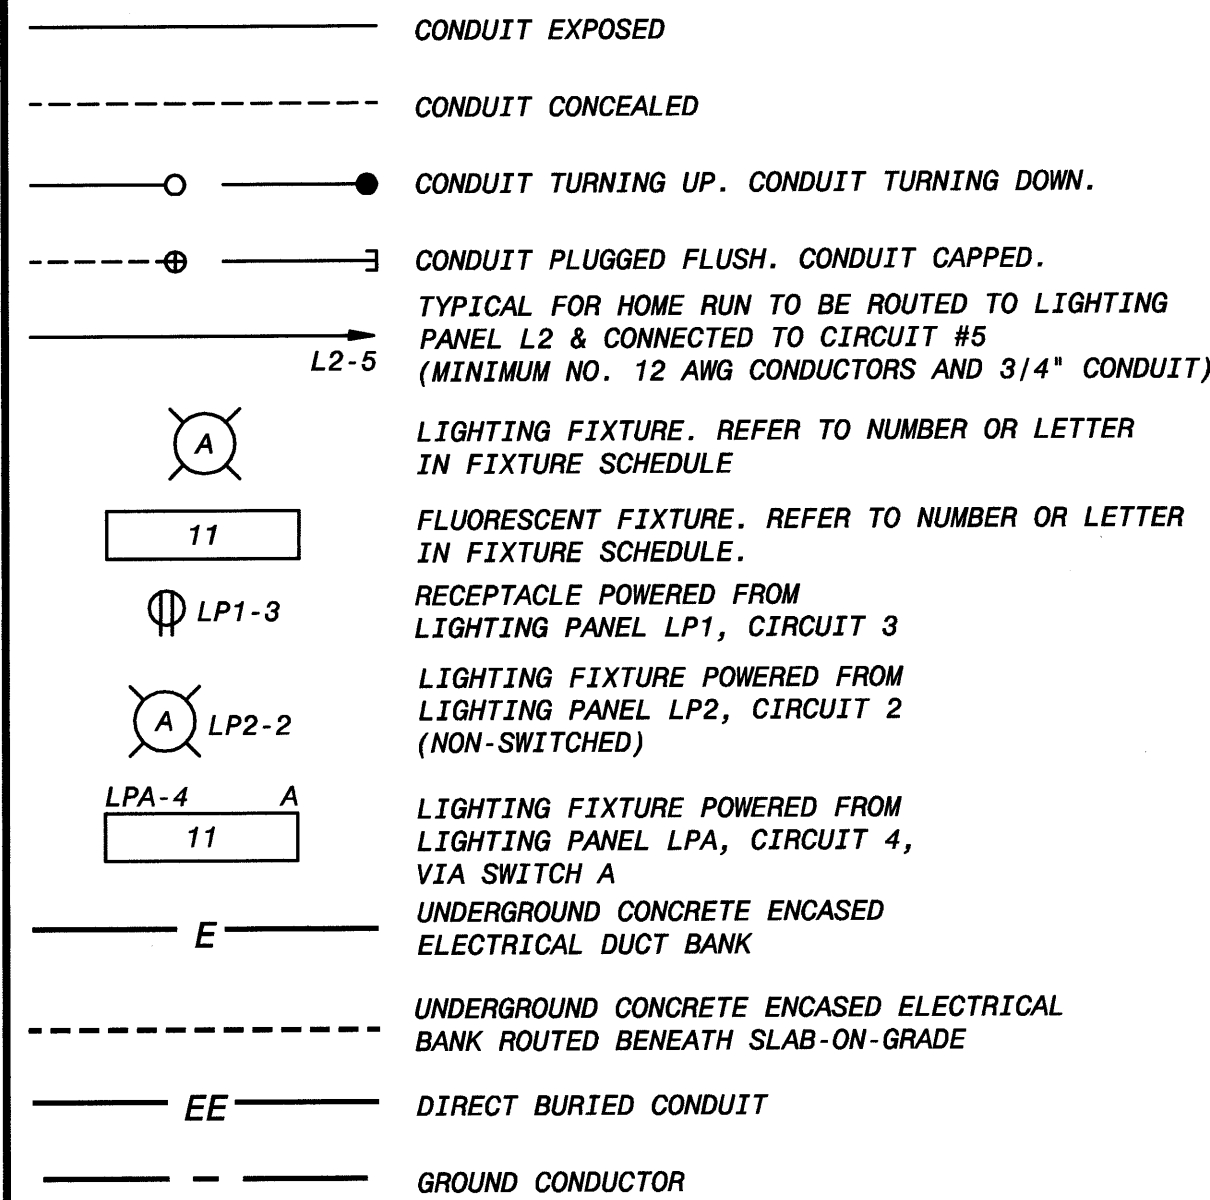 CONDUIT EXPOSED
CONDUIT CONCEALED
CONDUIT TURNING UP. CONDUIT TURNING DOWN.
CONDUIT PLUGGED FLUSH. CONDUIT CAPPED.
TYPICAL FOR HOME RUN TO BE ROUTED TO LIGHTING
PANEL L2 & CONNECTED TO CIRCUIT #5
L2-5
(MINIMUM NO. 12 AWG CONDUCTORS AND 3/4" CONDUIT)
A
LIGHTING FIXTURE. REFER TO NUMBER OR LETTER
IN FIXTURE SCHEDULE
11
FLUORESCENT FIXTURE. REFER TO NUMBER OR LETTER
IN FIXTURE SCHEDULE.
LP1-3
RECEPTACLE POWERED FROM
LIGHTING PANEL LP1, CIRCUIT 3
A LP2-2
LIGHTING FIXTURE POWERED FROM
LIGHTING PANEL LP2, CIRCUIT 2
(NON-SWITCHED)
LPA-4 A
11
LIGHTING FIXTURE POWERED FROM
LIGHTING PANEL LPA, CIRCUIT 4,
VIA SWITCH A
E
UNDERGROUND CONCRETE ENCASED
ELECTRICAL DUCT BANK
UNDERGROUND CONCRETE ENCASED ELECTRICAL
BANK ROUTED BENEATH SLAB-ON-GRADE
EE
DIRECT BURIED CONDUIT
GROUND CONDUCTOR